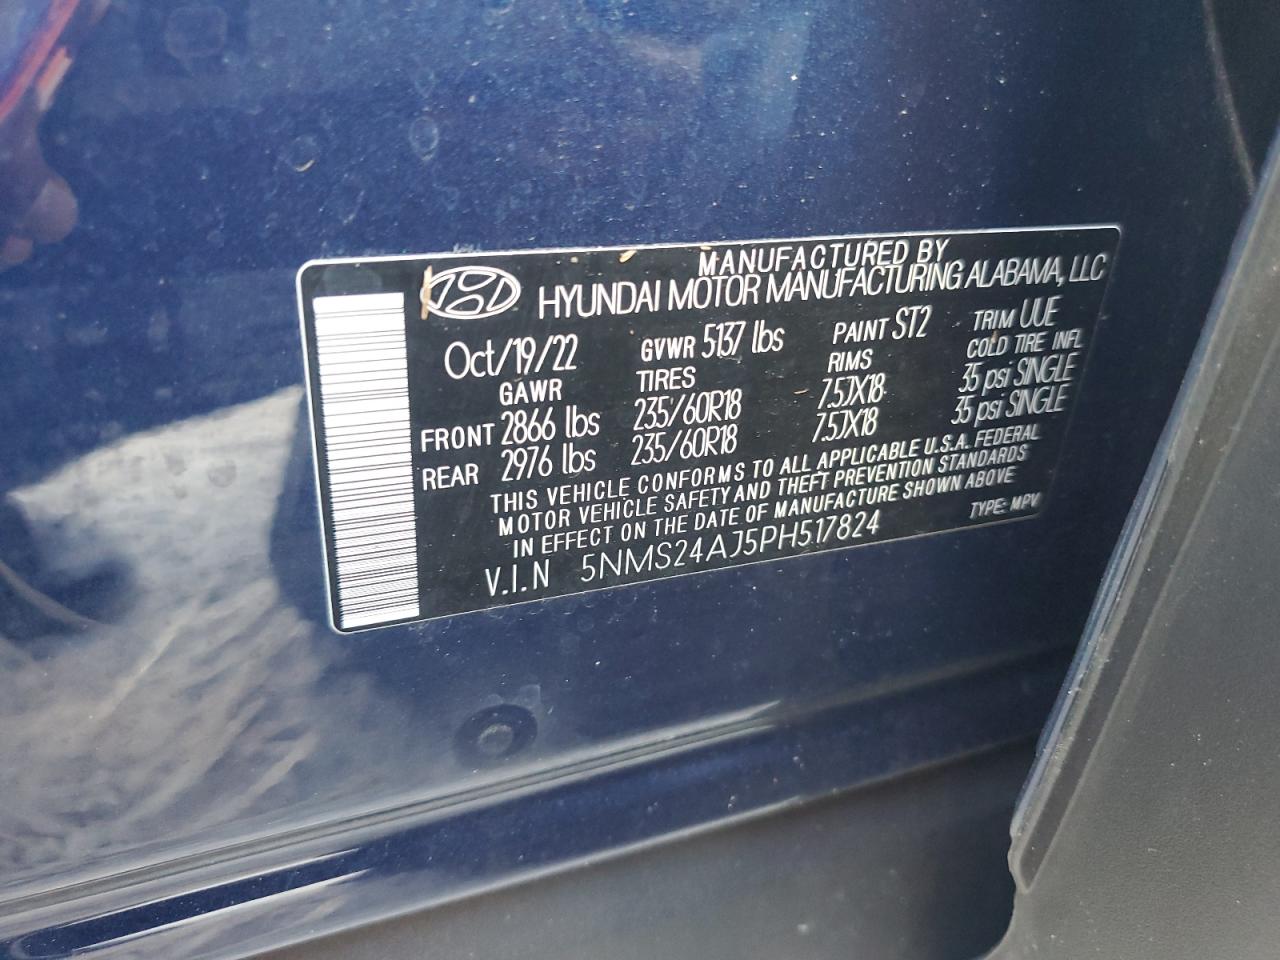 MANUFACTURED BY
HYUNDAI MOTOR MANUFACTURING ALABAMA, LLC
Oct/19/22 GVWR 5137 lbs PAINT ST2 TRIM UUE
GAWR TIRES RIMS COLD TIRE INFL
FRONT 2866 lbs 235/60R18 7.5JX18 35 psi SINGLE
REAR 2976 lbs 235/60R18 7.5JX18 35 psi SINGLE
THIS VEHICLE CONFORMS TO ALL APPLICABLE U.S.A. FEDERAL
MOTOR VEHICLE SAFETY AND THEFT PREVENTION STANDARDS
IN EFFECT ON THE DATE OF MANUFACTURE SHOWN ABOVE
V.I.N 5NMS24AJ5PH517824 TYPE: MPV